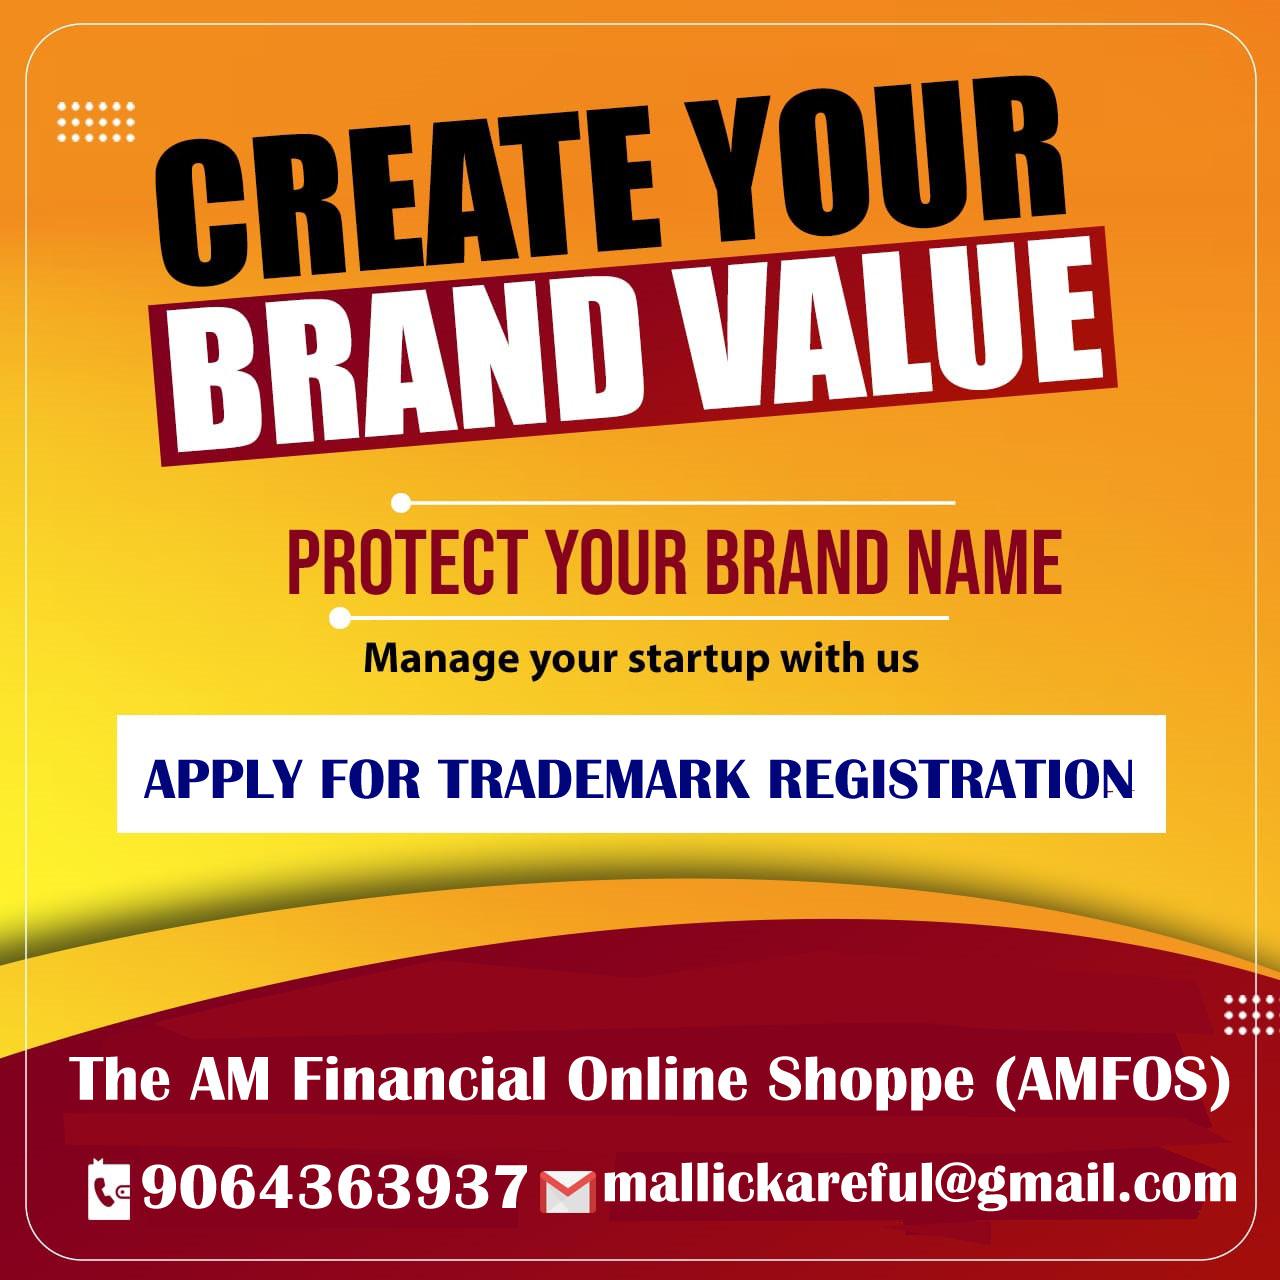 CREATE YOUR
BRAND VALUE
PROTECT YOUR BRAND NAME
Manage your startup with us
APPLY FOR TRADEMARK REGISTRATION
The AM Financial Online Shoppe (AMFOS)
9064363937 mallickareful@gmail.com